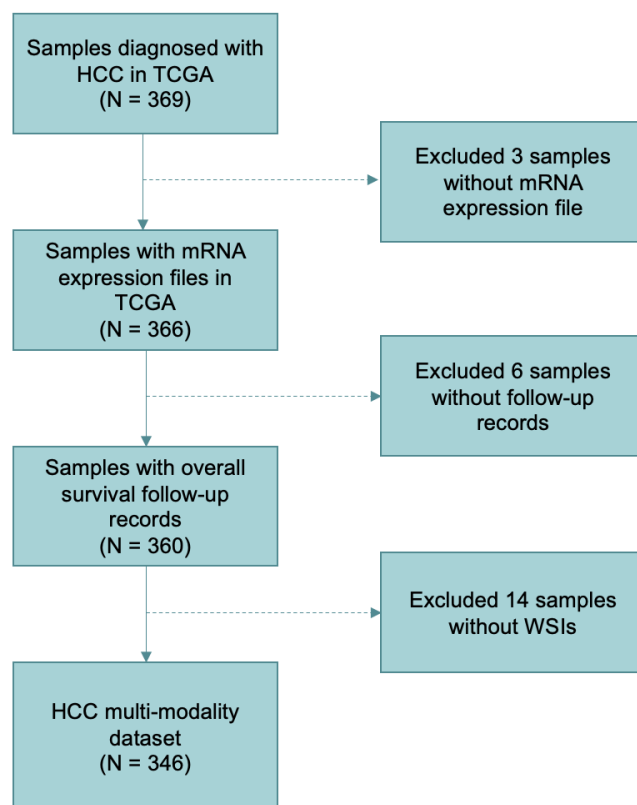 Samples diagnosed with
HCC in TCGA
(N = 369)
Excluded 3 samples
without mRNA
expression file
Samples with mRNA
expression files in
TCGA
(N = 366)
Excluded 6 samples
without follow-up
records
Samples with overall
survival follow-up
records
(N = 360)
Excluded 14 samples
without WSIs
HCC multi-modality
dataset
(N = 346)